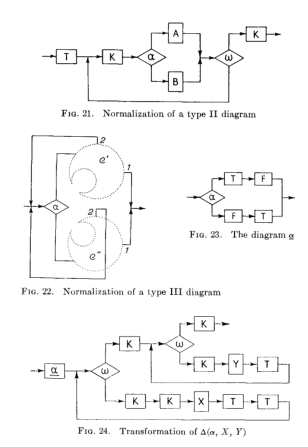 T
K
α
A
B
ω
K
FIG. 21. Normalization of a type II diagram
2
𝒬′
1
α
2
𝒬″
1
FIG. 22. Normalization of a type III diagram
T
F
α
F
T
FIG. 23. The diagram α
K
ω
K
ω
K
Y
T
α
K
K
X
T
T
FIG. 24. Transformation of Δ(α, X, Y)